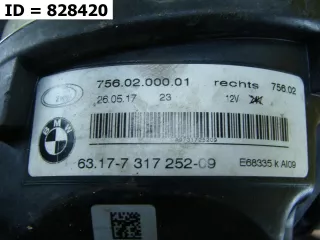 ID = 828420
756.02.000.01 rechts 756.02
26.05.17 23 12V
BMW
63.17-7 317 252-09 E68335 k AI09